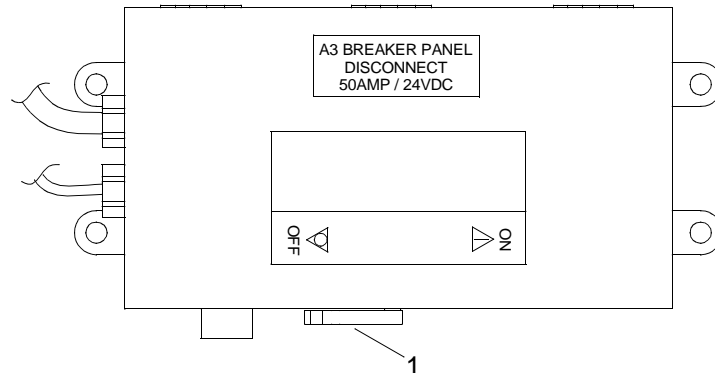 A3 BREAKER PANEL
DISCONNECT
50AMP / 24VDC
OFF
ON
1